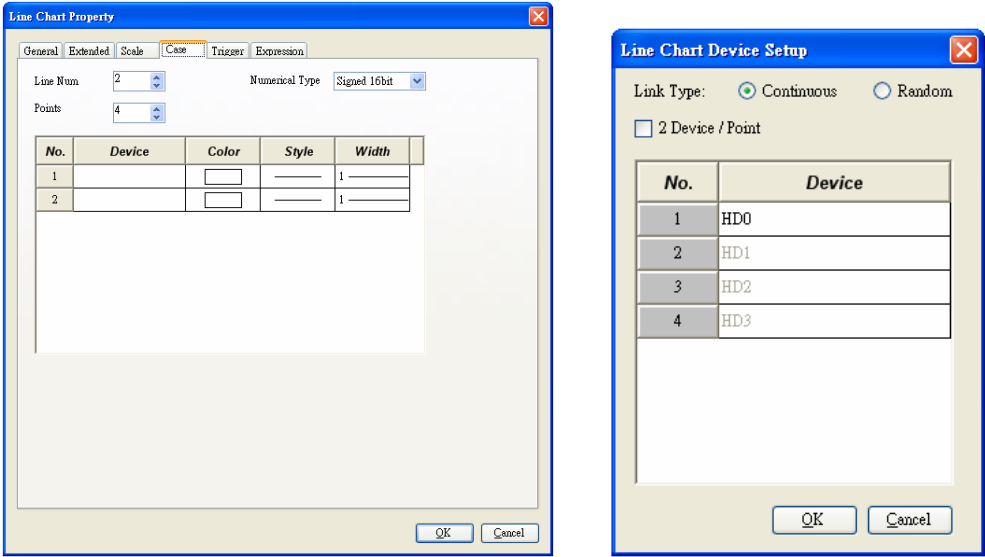 Line Chart Property
General Extended Scale Case Trigger Expression
Line Num 2 Numerical Type Signed 16bit
Points 4
No. Device Color Style Width
1 1
2 1
OK Cancel
Line Chart Device Setup
Link Type: Continuous Random
2 Device / Point
No. Device
1 HD0
2 HD1
3 HD2
4 HD3
OK Cancel